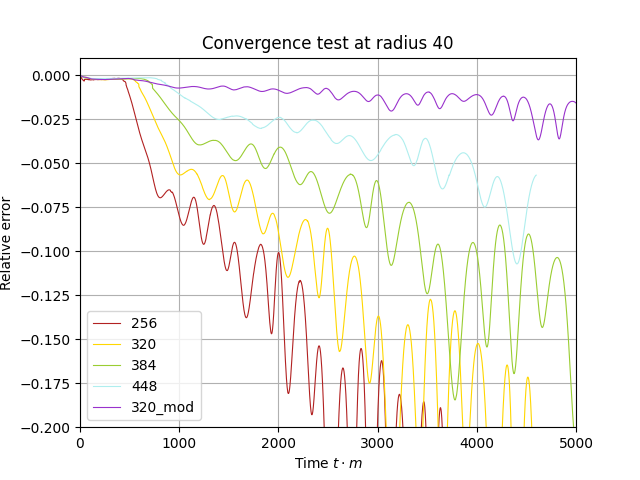 Convergence test at radius 40
Relative error
0.000
−0.025
−0.050
−0.075
−0.100
−0.125
−0.150
−0.175
−0.200
256
320
384
448
320_mod
0 1000 2000 3000 4000 5000
Time t · m